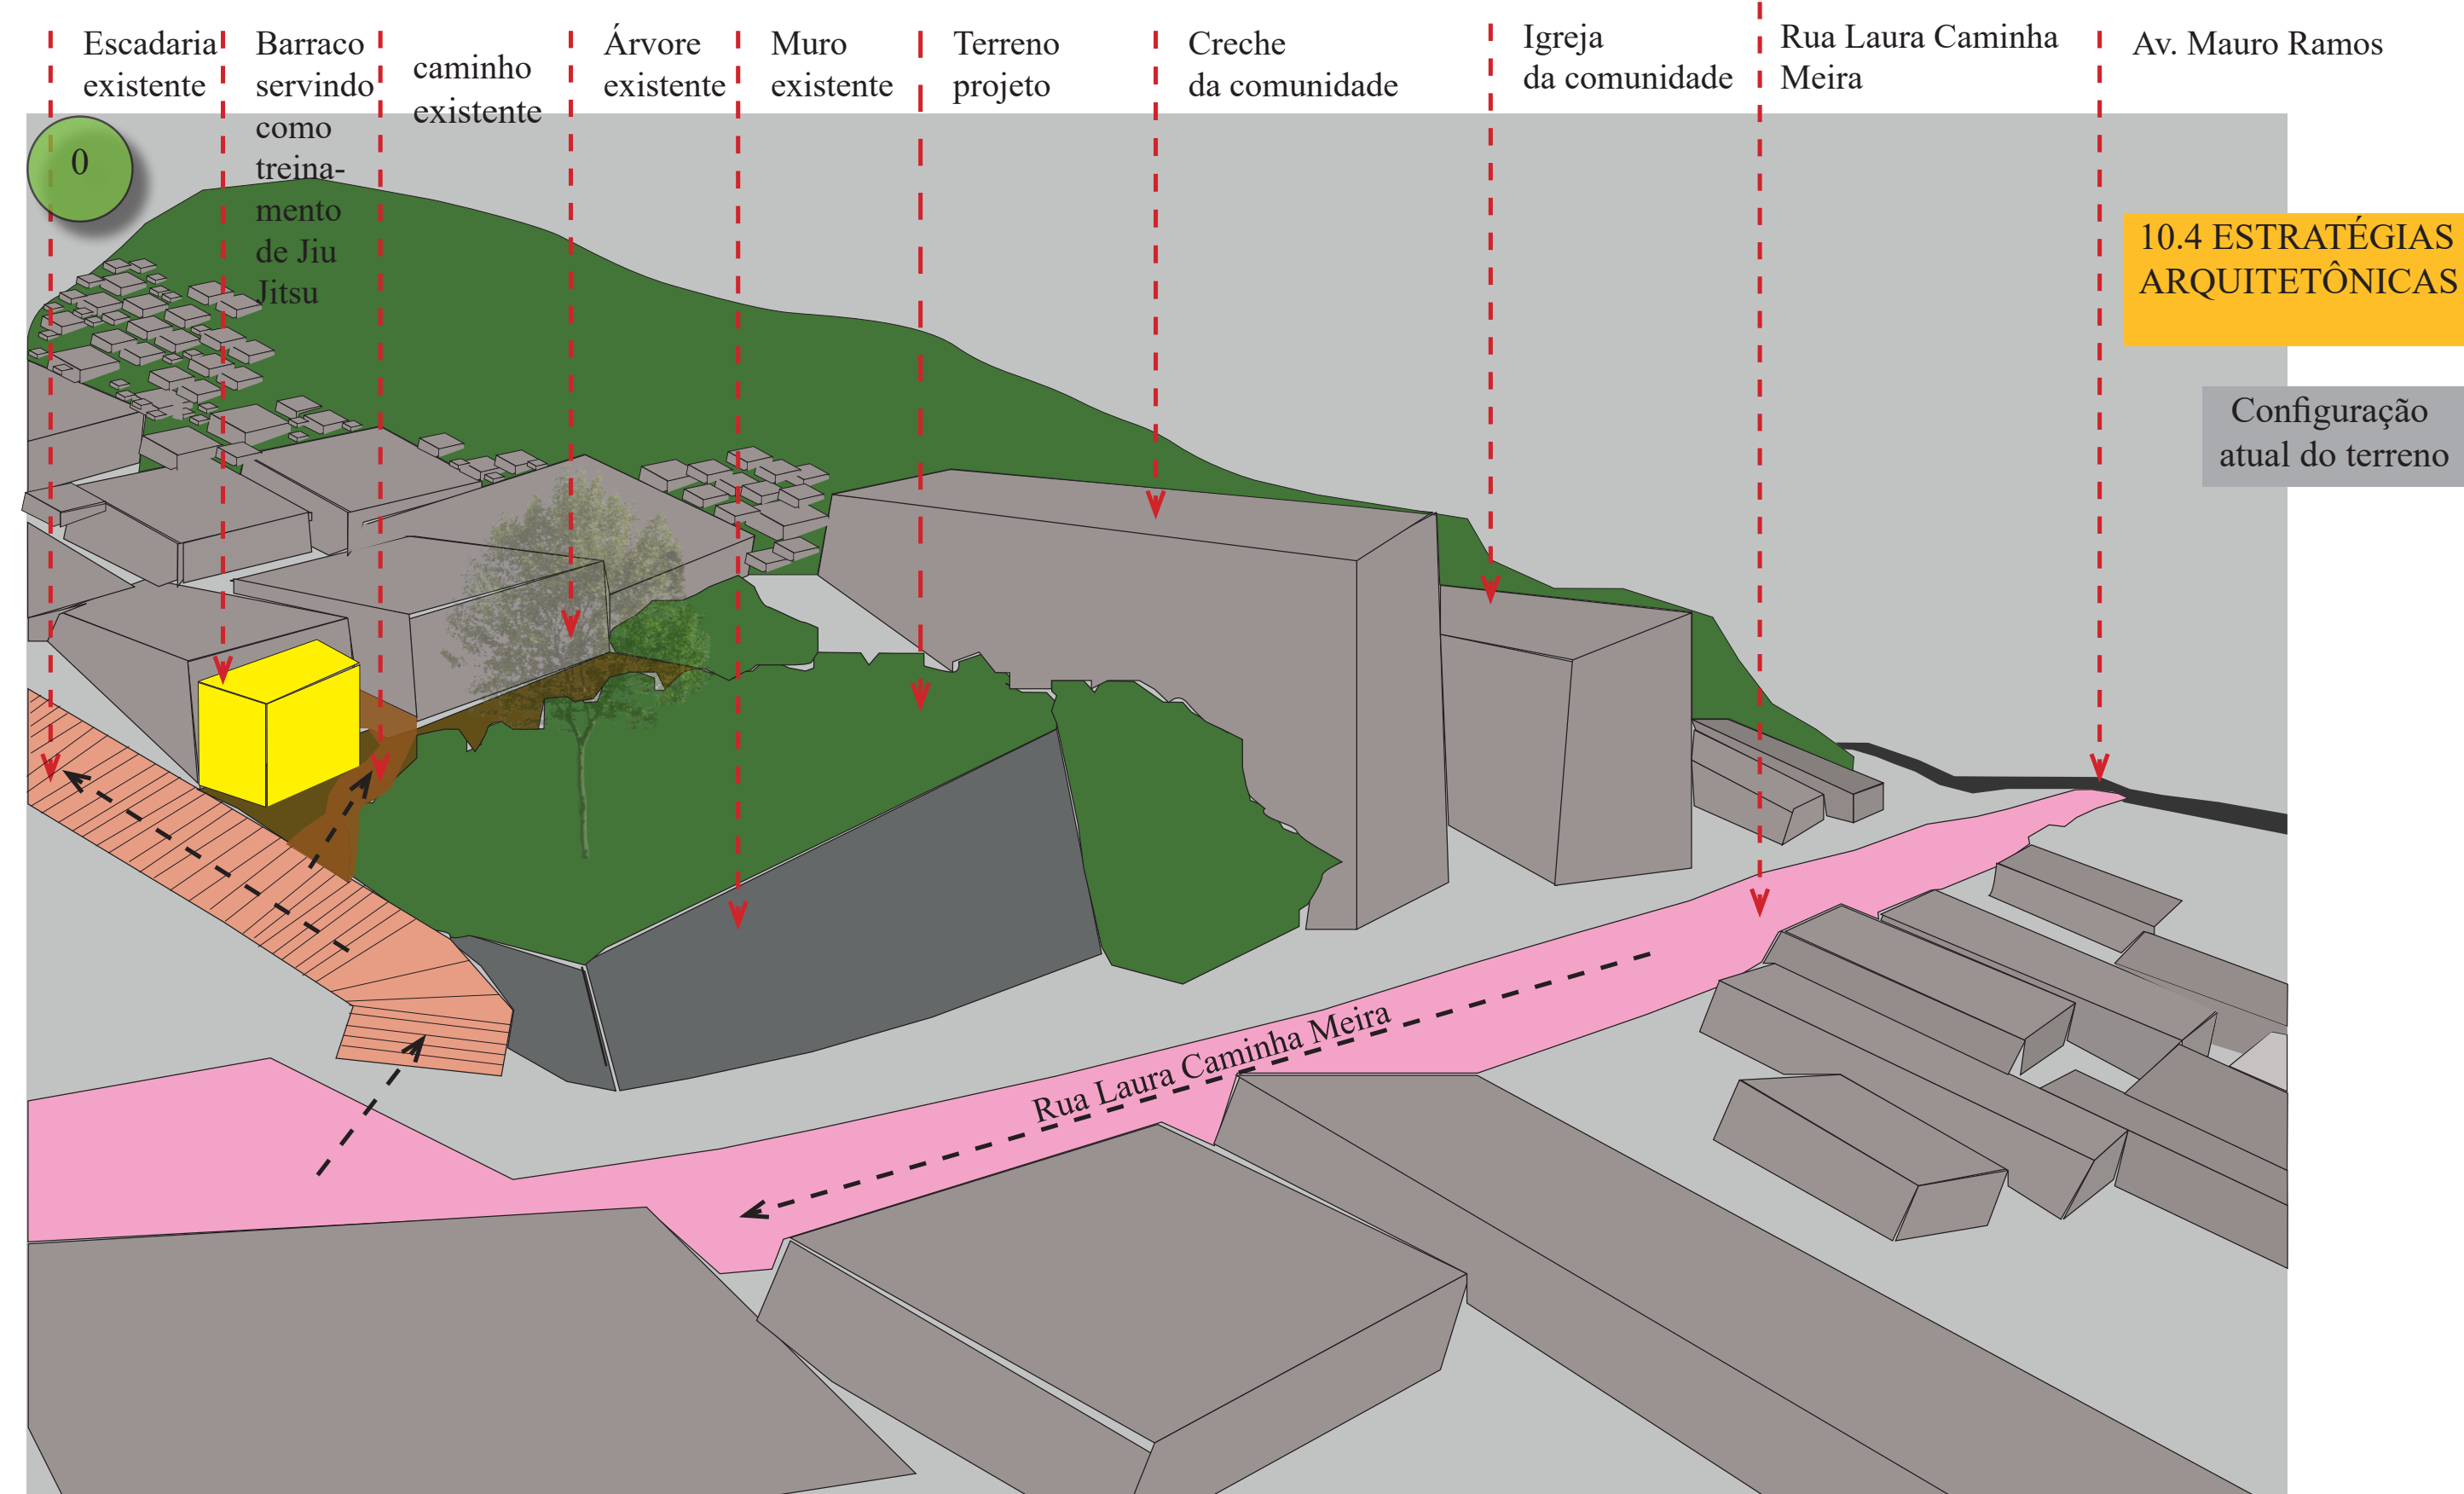 Escadaria
existente
Barraco
servindo
como
treina-
mento
de Jiu
Jitsu
caminho
existente
Árvore
existente
Muro
existente
Terreno
projeto
Creche
da comunidade
Igreja
da comunidade
Rua Laura Caminha
Meira
Av. Mauro Ramos
0
10.4 ESTRATÉGIAS
ARQUITETÔNICAS
Configuração
atual do terreno
Rua Laura Caminha Meira